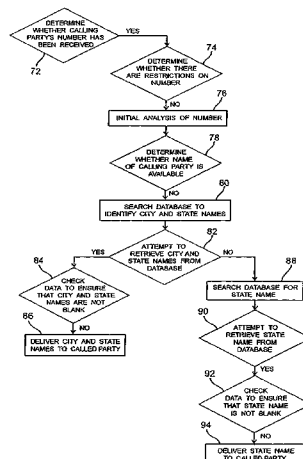 DETERMINE
WHETHER CALLING
PARTY'S NUMBER HAS
BEEN RECEIVED
72
YES
DETERMINE
WHETHER THERE
ARE RESTRICTIONS ON
NUMBER
74
NO
76
INITIAL ANALYSIS OF NUMBER
78
DETERMINE
WHETHER NAME
OF CALLING PARTY IS
AVAILABLE
NO
80
SEARCH DATABASE TO
IDENTIFY CITY AND STATE NAMES
82
YES
ATTEMPT TO
RETRIEVE CITY AND
STATE NAMES FROM
DATABASE
NO
84
CHECK
DATA TO ENSURE
THAT CITY AND STATE
NAMES ARE NOT
BLANK
NO
86
DELIVER CITY AND STATE
NAMES TO CALLED PARTY
88
SEARCH DATABASE FOR
STATE NAME
90
ATTEMPT TO
RETRIEVE STATE
NAME FROM
DATABASE
YES
92
CHECK
DATA TO ENSURE
THAT STATE NAME
IS NOT BLANK
NO
94
DELIVER STATE NAME
TO CALLED PARTY